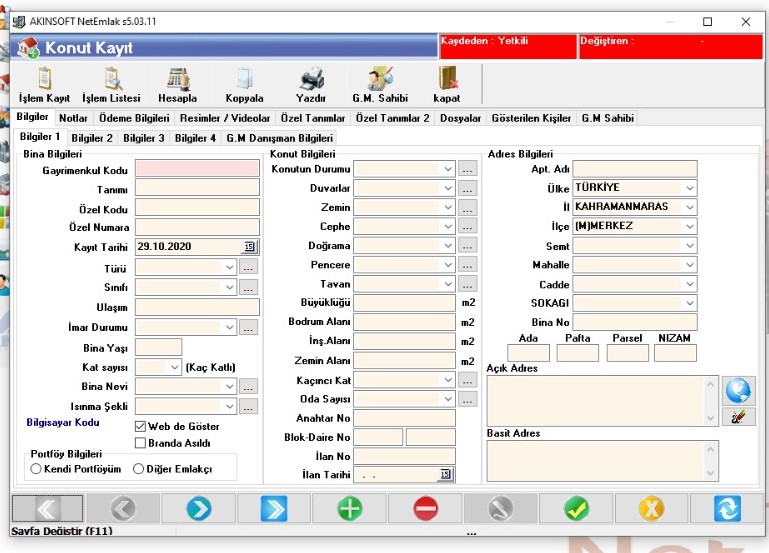 AKINSOFT NetEmlak s5.03.11
Konut Kayıt
Kaydeden : Yetkili
Değiştiren : -
İşlem Kayıt İşlem Listesi Hesapla Kopyala Yazdır G.M. Sahibi kapat
Bilgiler Notlar Ödeme Bilgileri Resimler / Videolar Özel Tanımlar Özel Tanımlar 2 Dosyalar Gösterilen Kişiler G.M Sahibi
Bilgiler 1 Bilgiler 2 Bilgiler 3 Bilgiler 4 G.M Danışman Bilgileri
Bina Bilgileri
Gayrimenkul Kodu
Tanımı
Özel Kodu
Özel Numara
Kayıt Tarihi 29.10.2020 15
Türü ...
Sınıfı ...
Ulaşım
İmar Durumu ...
Bina Yaşı
Kat sayısı (Kaç Katlı)
Bina Nevi ...
Isınma Şekli ...
Bilgisayar Kodu
Web de Göster
Branda Asıldı
Portföy Bilgileri
Kendi Portföyüm Diğer Emlakçı
Konut Bilgileri
Konutun Durumu ...
Duvarlar ...
Zemin ...
Cephe ...
Doğrama ...
Pencere ...
Tavan ...
Büyüklüğü m2
Bodrum Alanı m2
İnş.Alanı m2
Zemin Alanı m2
Kaçıncı Kat ...
Oda Sayısı ...
Anahtar No
Blok-Daire No
İlan No
İlan Tarihi . . 15
Adres Bilgileri
Apt. Adı
Ülke TÜRKİYE
İl KAHRAMANMARAS
İlçe (M)MERKEZ
Semt
Mahalle
Cadde
SOKAGI
Bina No
Ada Pafta Parsel NIZAM
Açık Adres
Basit Adres
Sayfa Değiştir (F11) ...
Net